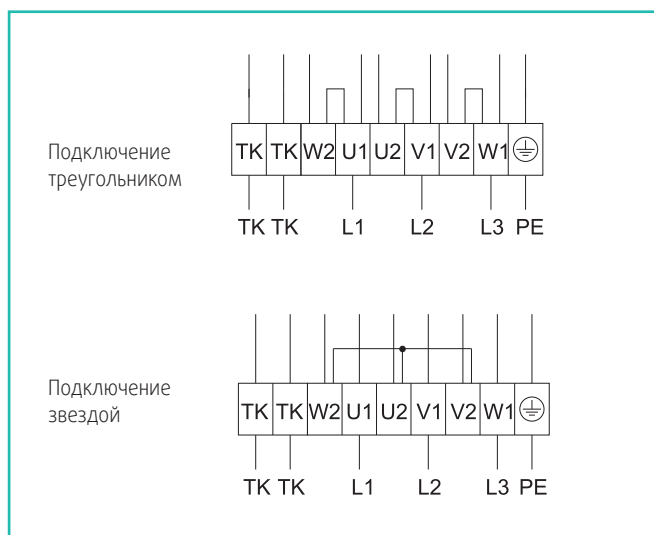 Подключение
треугольником
TK TK W2 U1 U2 V1 V2 W1
TK TK L1 L2 L3 PE
Подключение
звездой
TK TK W2 U1 U2 V1 V2 W1
TK TK L1 L2 L3 PE